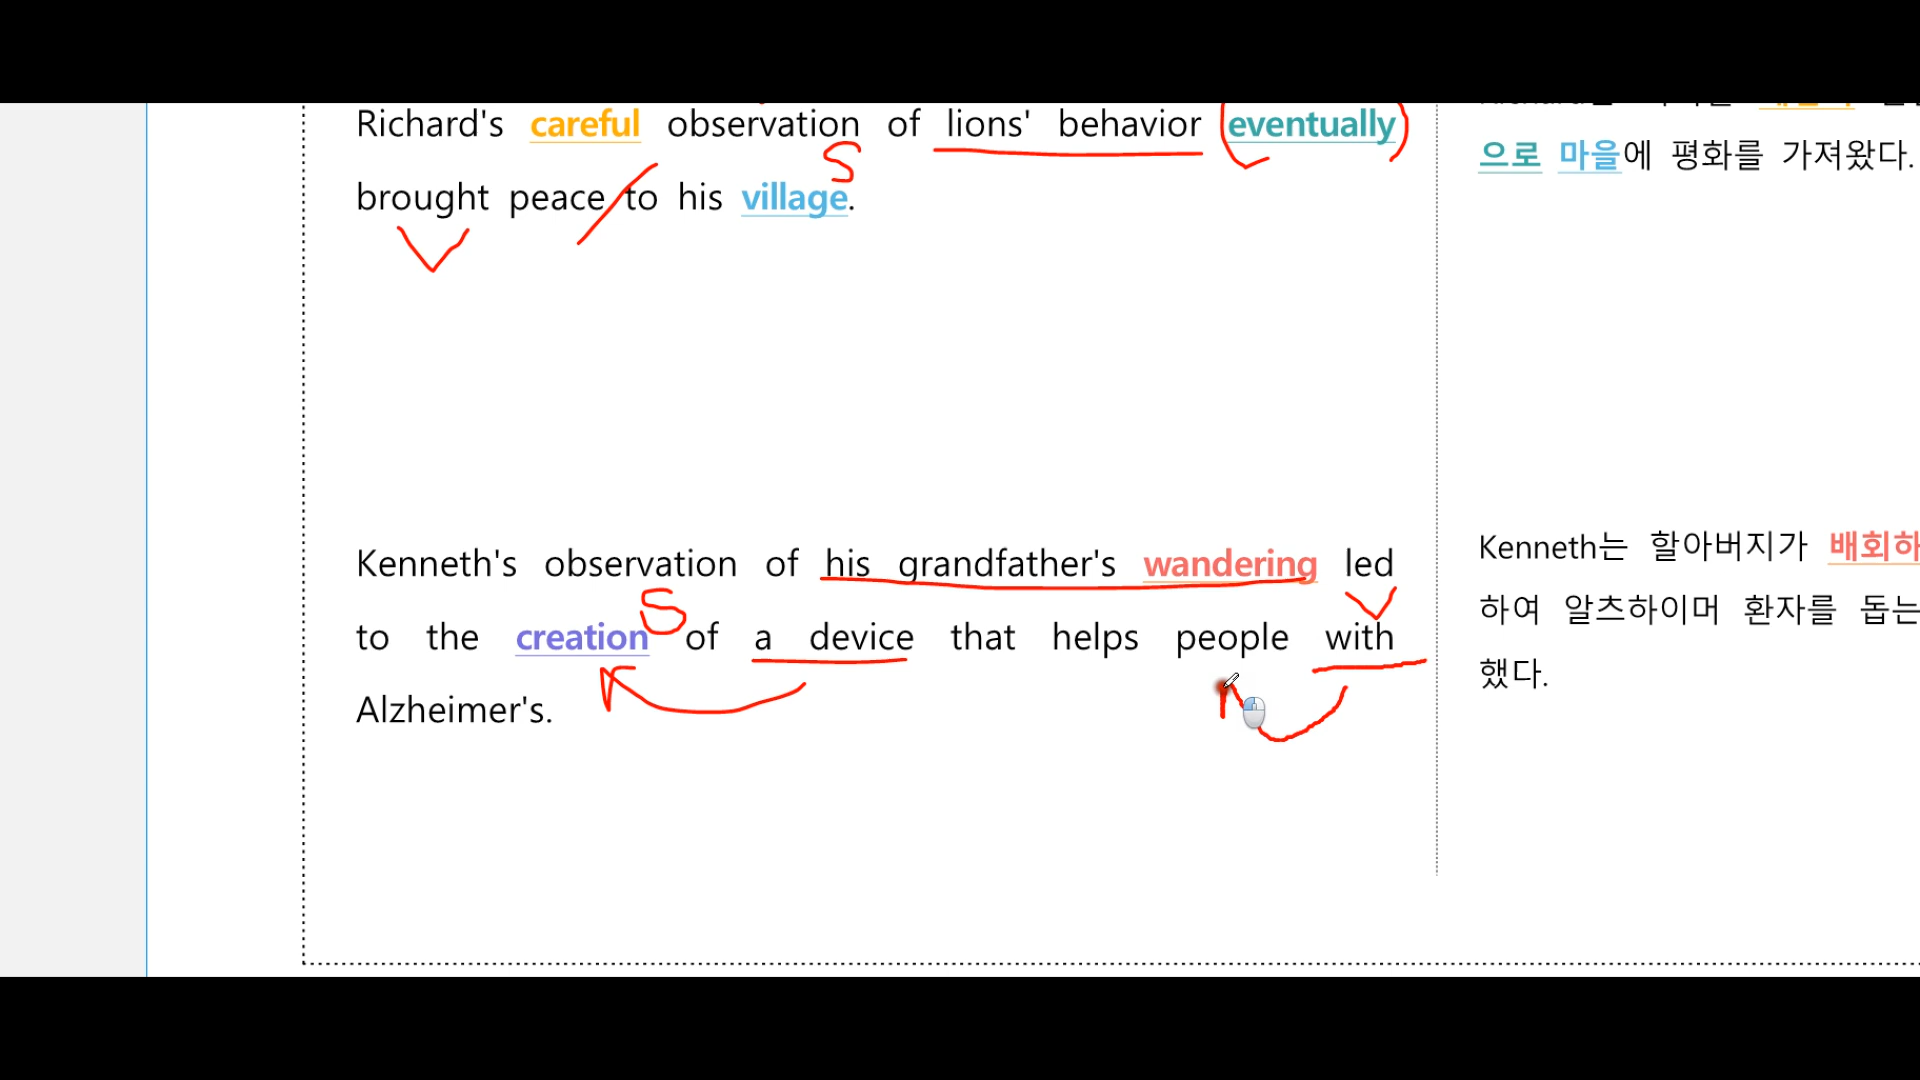 Richard's careful observation of lions' behavior eventually
brought peace to his village.
S
V
Kenneth's observation of his grandfather's wandering led
S
V
to the creation of a device that helps people with
Alzheimer's.
으로 마을에 평화를 가져왔다.
Kenneth는 할아버지가 배회하
하여 알츠하이머 환자를 돕는
했다.